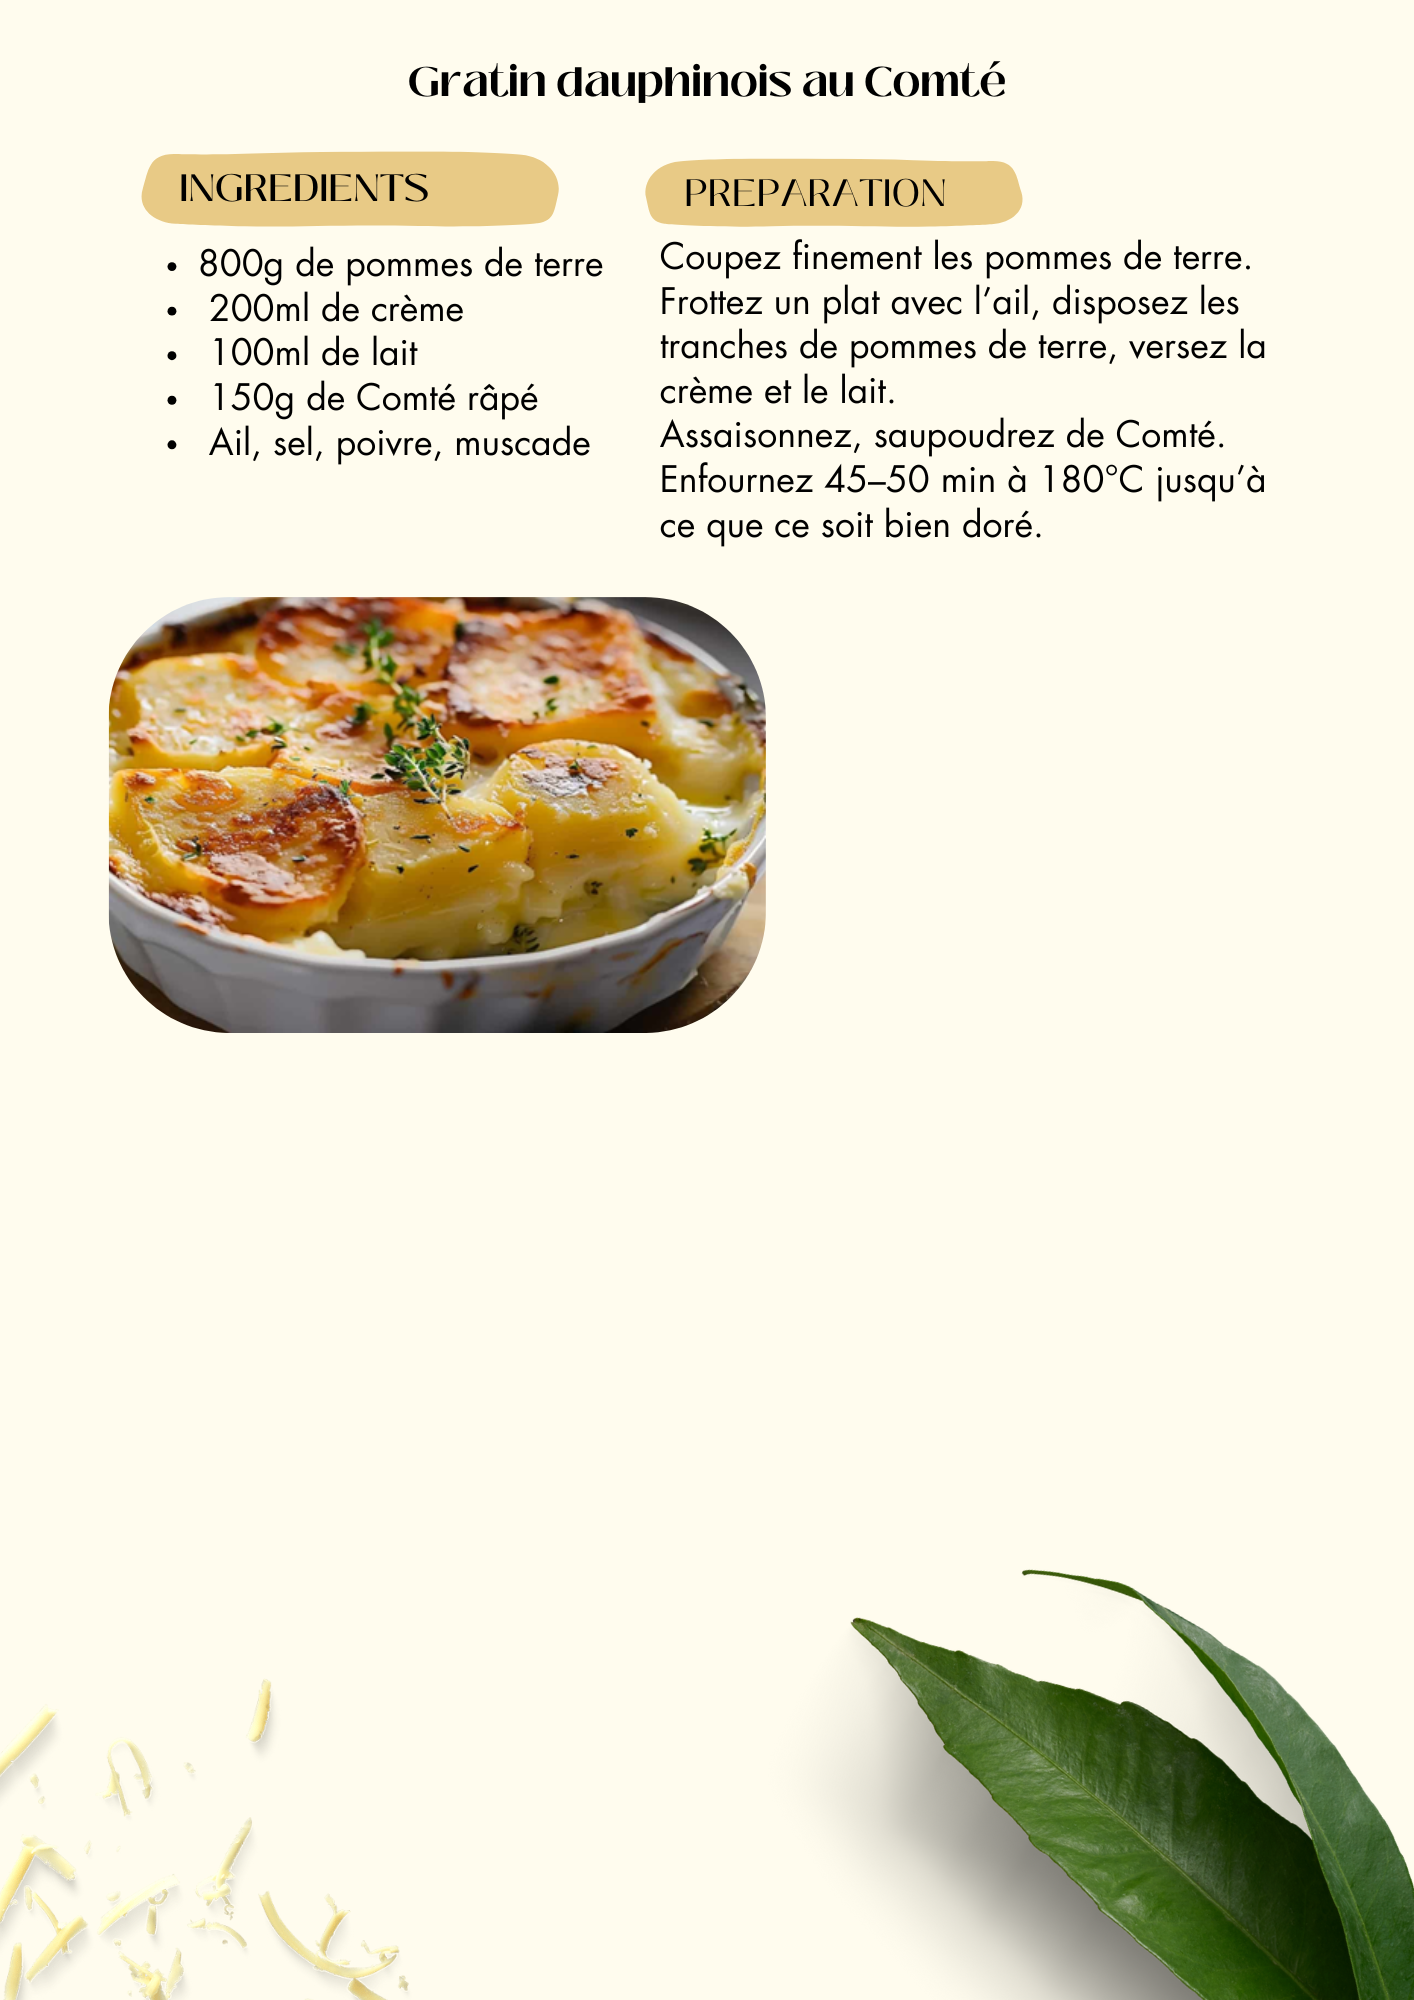 Gratin dauphinois au Comté
INGREDIENTS
• 800g de pommes de terre
• 200ml de crème
• 100ml de lait
• 150g de Comté râpé
• Ail, sel, poivre, muscade
PREPARATION
Coupez finement les pommes de terre.
Frottez un plat avec l’ail, disposez les
tranches de pommes de terre, versez la
crème et le lait.
Assaisonnez, saupoudrez de Comté.
Enfournez 45–50 min à 180°C jusqu’à
ce que ce soit bien doré.